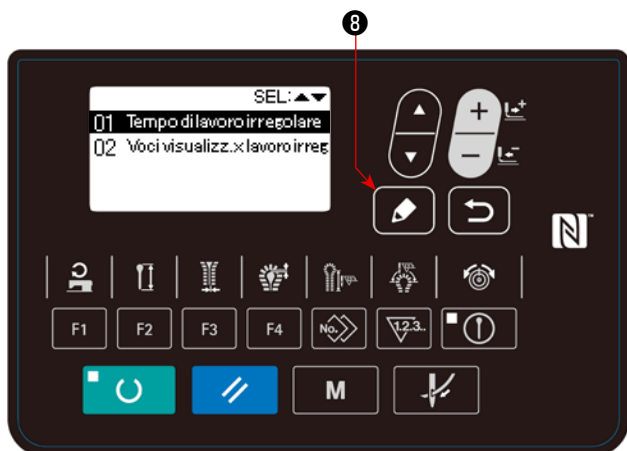 8
SEL:▲▼
01 Tempo di lavoro irregolare
02 Voci visualizz.x lavoro irreg
F1 F2 F3 F4 No. 1.2.3..
M